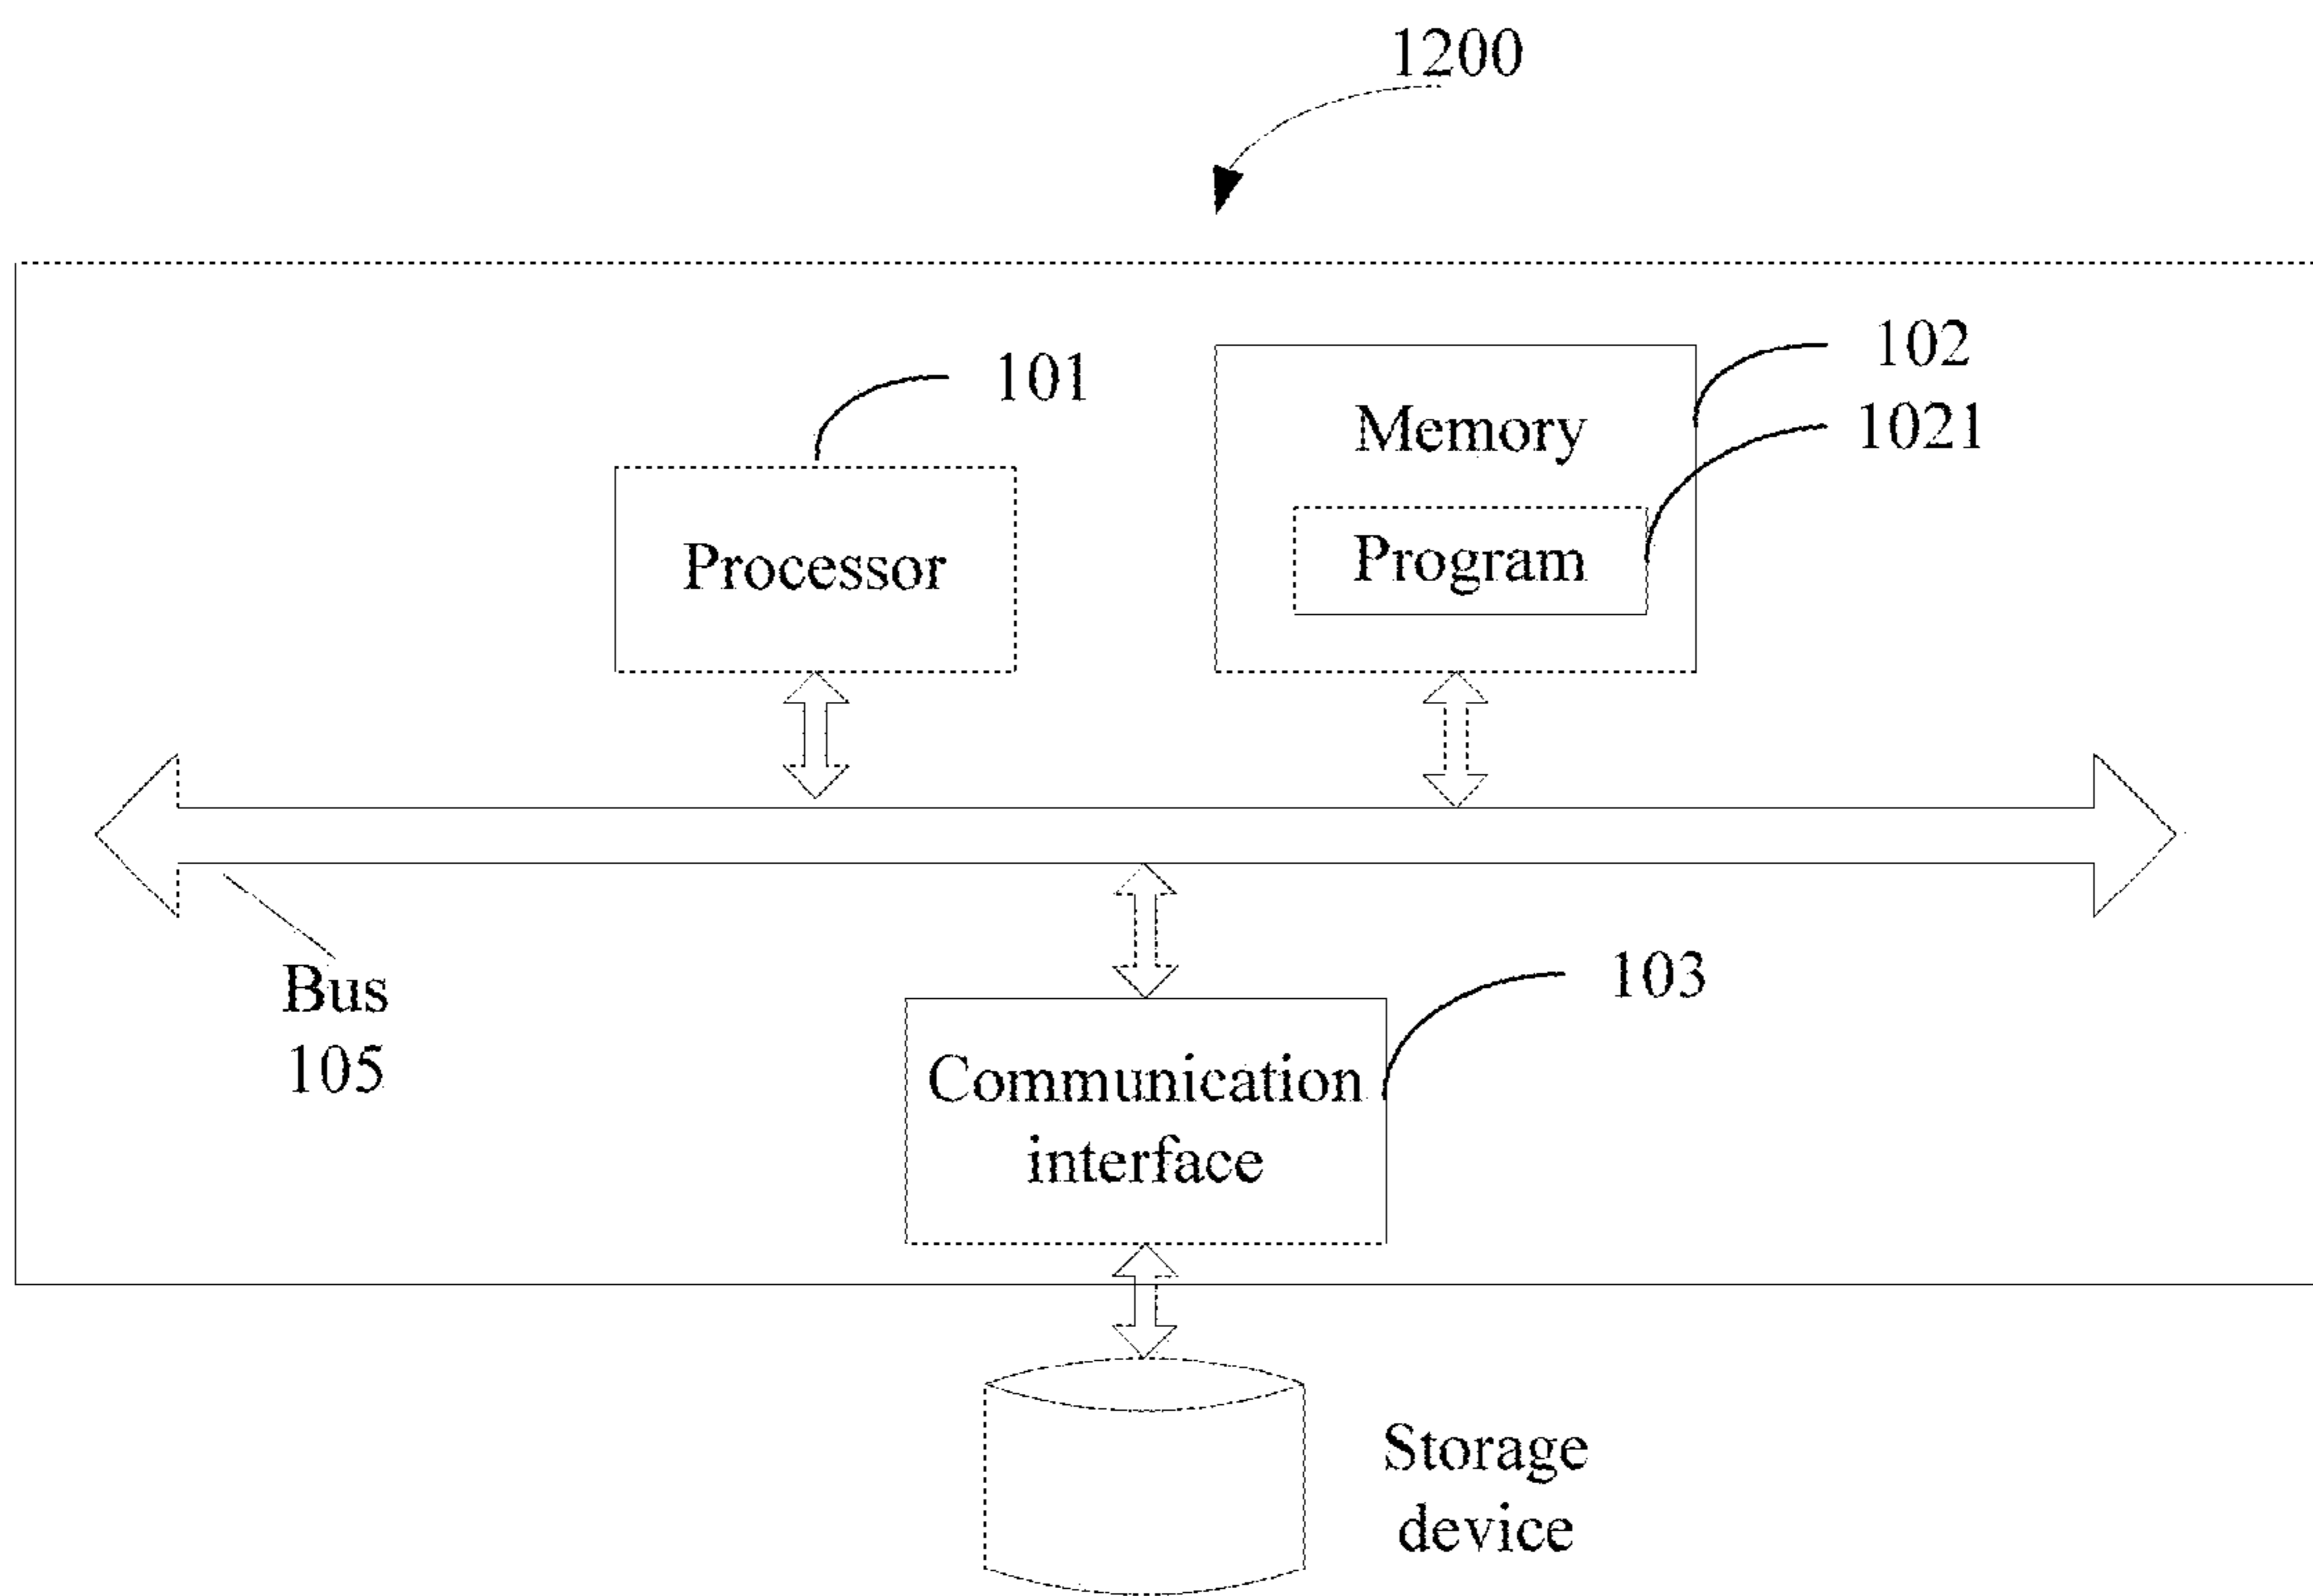 1200
101
102
Memory
1021
Processor
Program
Bus
105
103
Communication
interface
Storage
device